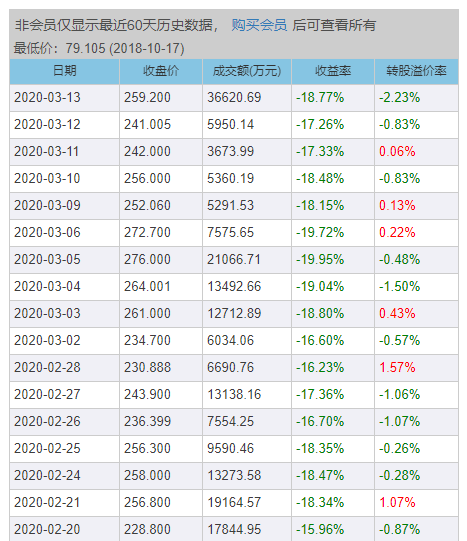 非会员仅显示最近60天历史数据， 购买会员 后可查看所有
最低价：79.105 (2018-10-17)
日期 收盘价 成交额(万元) 收益率 转股溢价率
2020-03-13 259.200 36620.69 -18.77% -2.23%
2020-03-12 241.005 5950.14 -17.26% -0.83%
2020-03-11 242.000 3673.99 -17.33% 0.06%
2020-03-10 256.000 5360.19 -18.48% -0.83%
2020-03-09 252.060 5291.53 -18.15% 0.13%
2020-03-06 272.700 7575.65 -19.72% 0.22%
2020-03-05 276.000 21066.71 -19.95% -0.48%
2020-03-04 264.001 13492.66 -19.04% -1.50%
2020-03-03 261.000 12712.89 -18.80% 0.43%
2020-03-02 234.700 6034.06 -16.60% -0.57%
2020-02-28 230.888 6690.76 -16.23% 1.57%
2020-02-27 243.900 13138.16 -17.36% -1.06%
2020-02-26 236.399 7554.25 -16.70% -1.07%
2020-02-25 256.300 9590.46 -18.35% -0.26%
2020-02-24 258.000 13273.58 -18.47% -0.28%
2020-02-21 256.800 19164.57 -18.34% 1.07%
2020-02-20 228.800 17844.95 -15.96% -0.87%